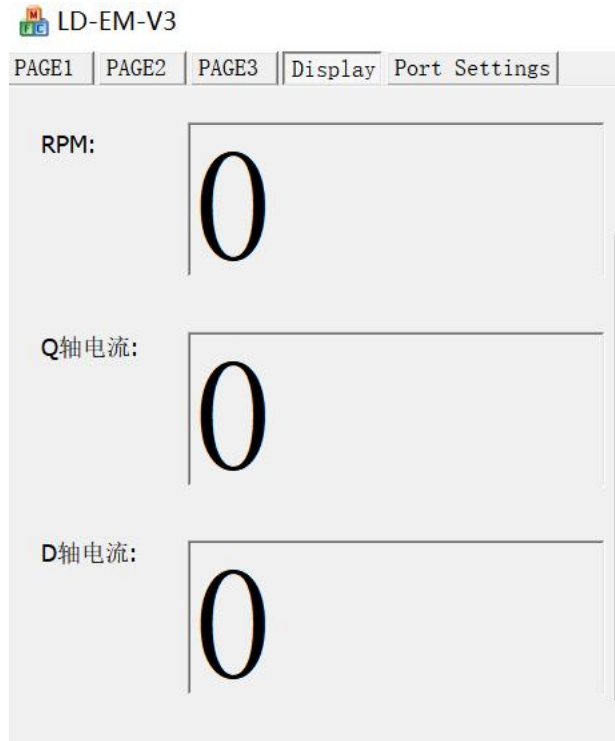 LD-EM-V3
PAGE1 PAGE2 PAGE3 Display Port Settings
RPM: 0
Q轴电流: 0
D轴电流: 0